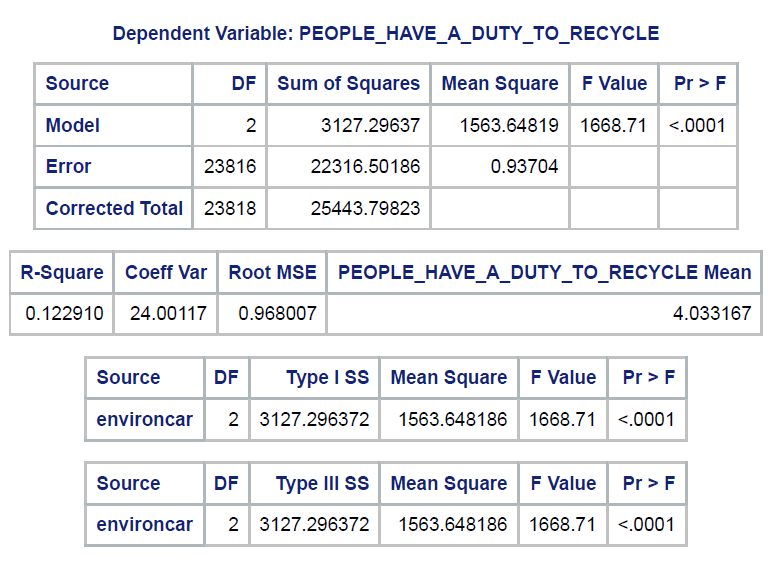 Dependent Variable: PEOPLE_HAVE_A_DUTY_TO_RECYCLE
Source DF Sum of Squares Mean Square F Value Pr > F
Model 2 3127.29637 1563.64819 1668.71 <.0001
Error 23816 22316.50186 0.93704
Corrected Total 23818 25443.79823
R-Square Coeff Var Root MSE PEOPLE_HAVE_A_DUTY_TO_RECYCLE Mean
0.122910 24.00117 0.968007 4.033167
Source DF Type I SS Mean Square F Value Pr > F
environcar 2 3127.296372 1563.648186 1668.71 <.0001
Source DF Type III SS Mean Square F Value Pr > F
environcar 2 3127.296372 1563.648186 1668.71 <.0001